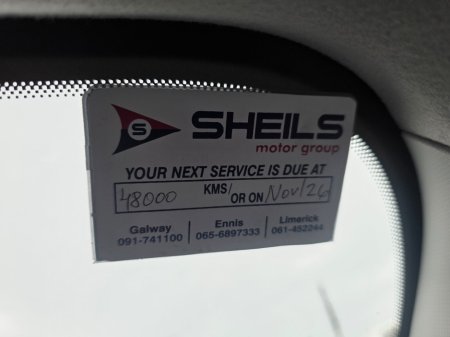 S SHEILS
motor group
YOUR NEXT SERVICE IS DUE AT
48000 KMS/ OR ON Nov/26
Galway Ennis Limerick
091-741100 065-6897333 061-452244